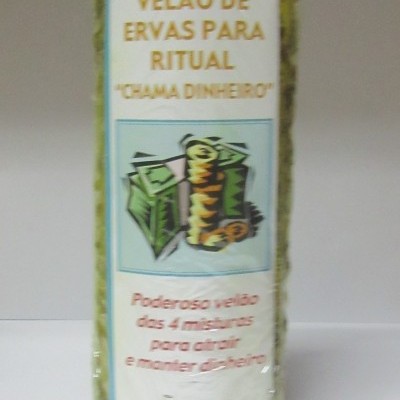 VELÃO DE
ERVAS PARA
RITUAL
"CHAMA DINHEIRO"
Poderoso velão
das 4 misturas
para atrair
e manter dinheiro